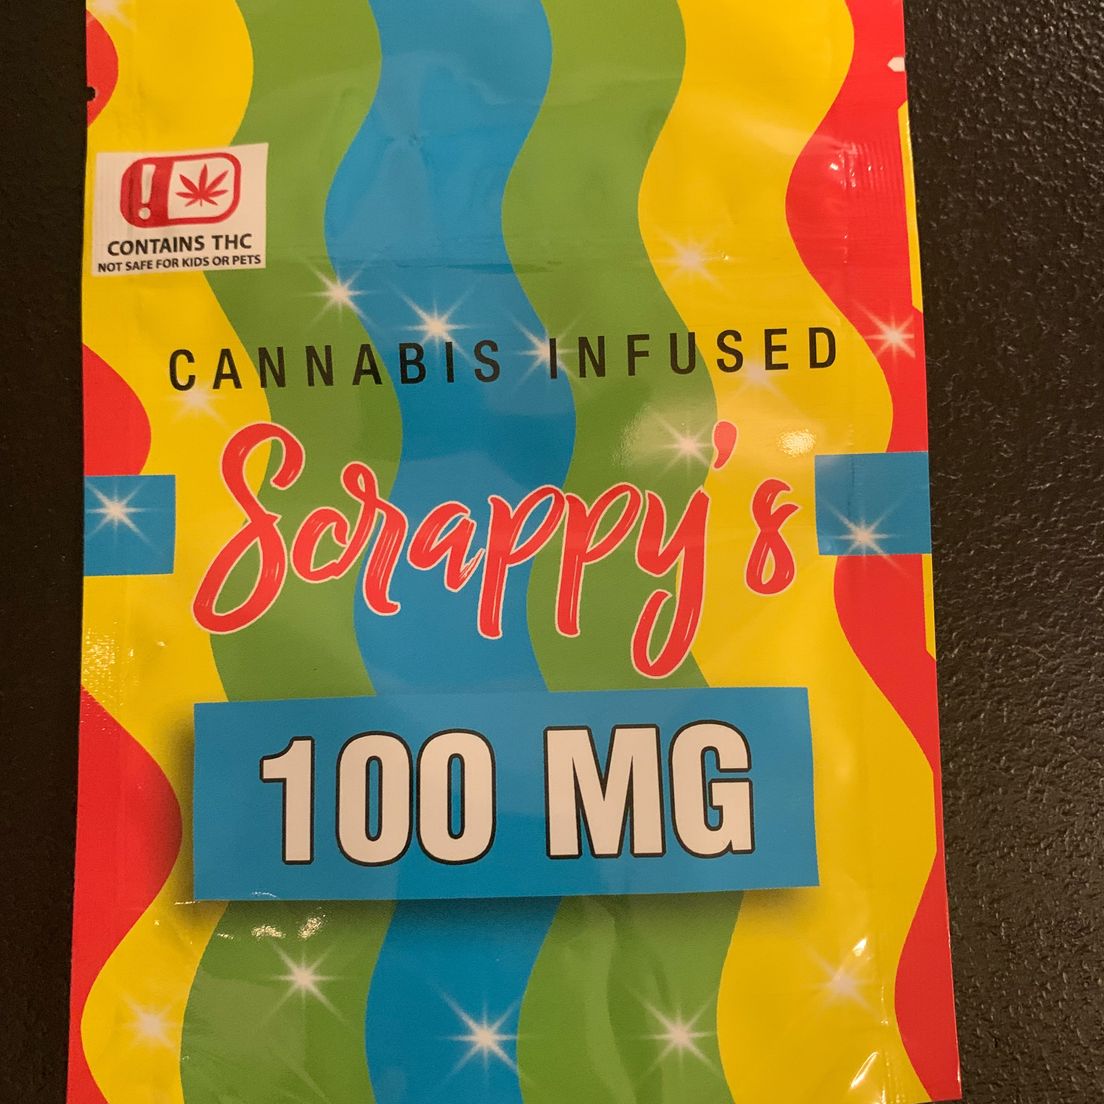 CONTAINS THC
NOT SAFE FOR KIDS OR PETS
CANNABIS INFUSED
Scrappy's
100 MG